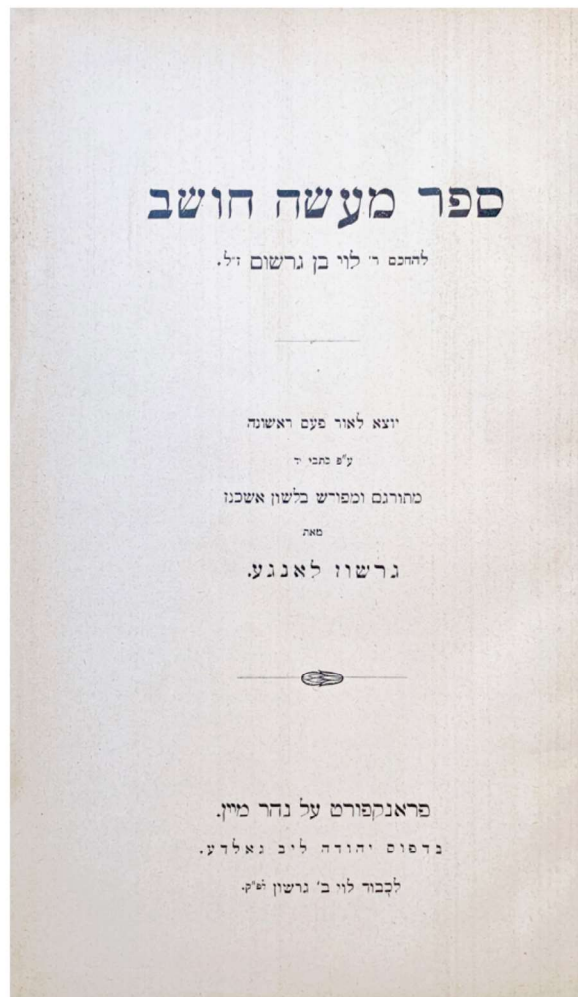 ספר מעשה חושב
להחכם ר׳ לוי בן גרשום ז״ל.
יוצא לאור פעם ראשונה
ע״פ כתבי יד
מתורגם ומפורש בלשון אשכנז
מאת
גרשון לאנגע.
פראנקפורט על נהר מיין.
בדפוס יהודה ליב גאלדע.
לכבוד לוי ב׳ גרשון לפ״ק.